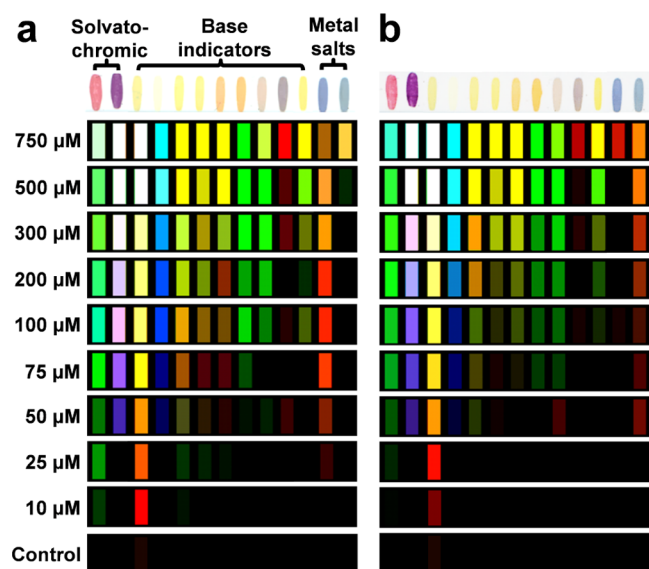 a
b
Solvato-
chromic
Base
indicators
Metal
salts
750 µM
500 µM
300 µM
200 µM
100 µM
75 µM
50 µM
25 µM
10 µM
Control